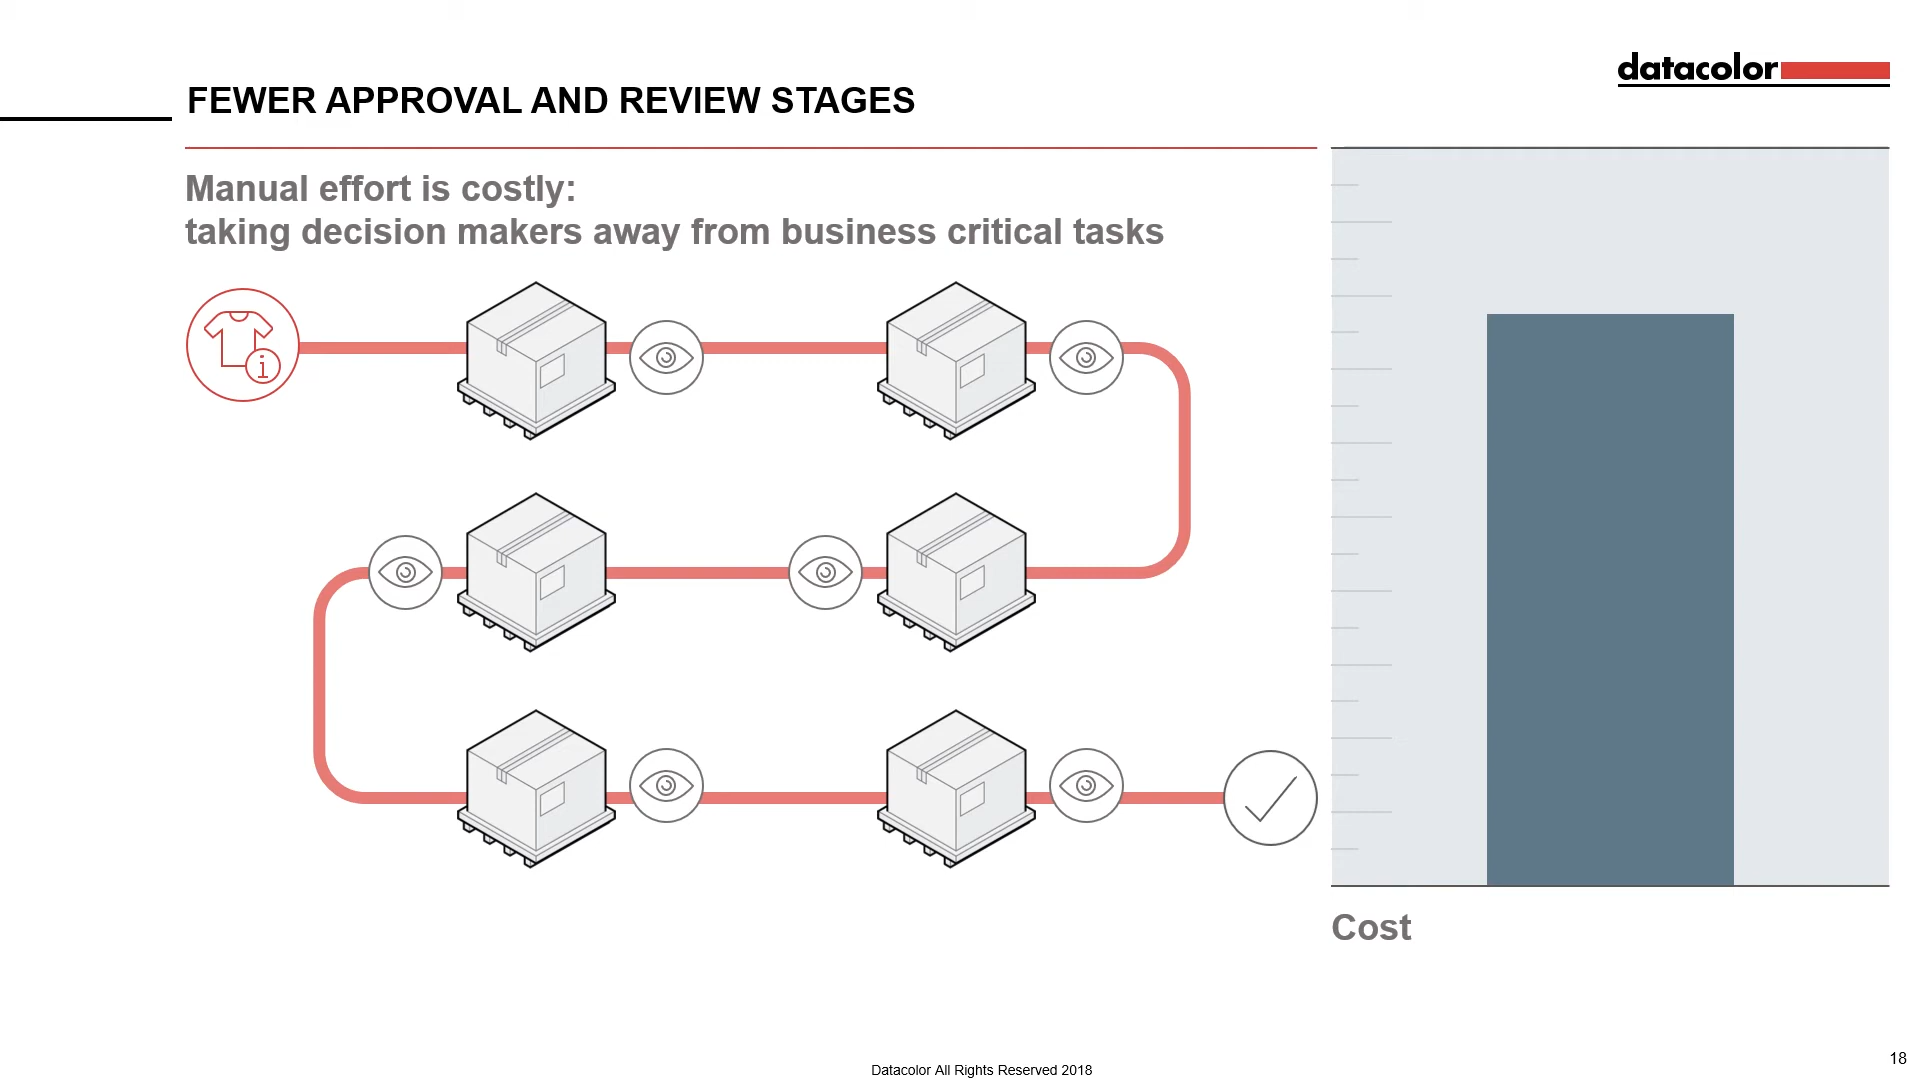 datacolor
FEWER APPROVAL AND REVIEW STAGES
Manual effort is costly:
taking decision makers away from business critical tasks
i
Cost
18
Datacolor All Rights Reserved 2018